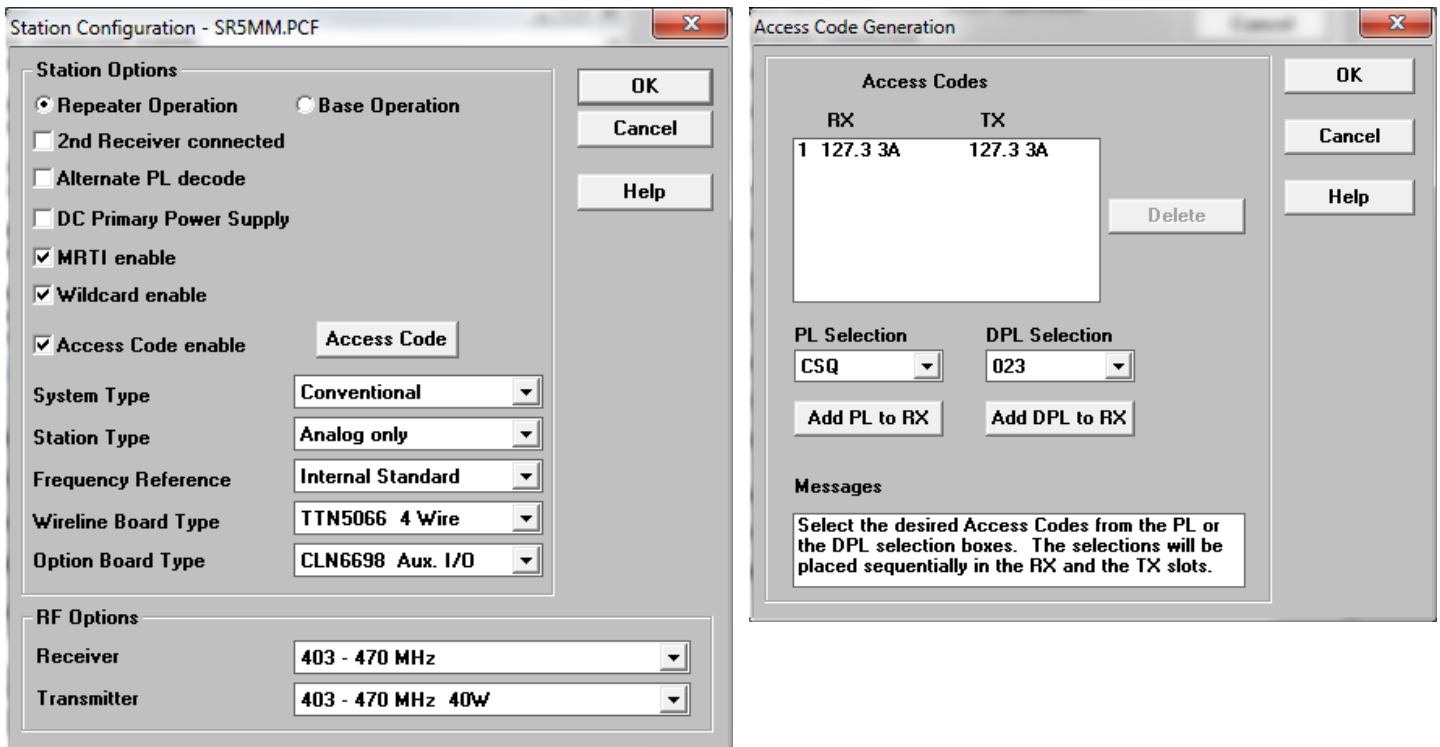 Station Configuration - SR5MM.PCF
Station Options
Repeater Operation
Base Operation
2nd Receiver connected
Alternate PL decode
DC Primary Power Supply
MRTI enable
Wildcard enable
Access Code enable
Access Code
System Type
Conventional
Station Type
Analog only
Frequency Reference
Internal Standard
Wireline Board Type
TTN5066 4 Wire
Option Board Type
CLN6698 Aux. I/O
OK
Cancel
Help
RF Options
Receiver
403 - 470 MHz
Transmitter
403 - 470 MHz 40W
Access Code Generation
Access Codes
RX TX
1 127.3 3A 127.3 3A
Delete
PL Selection
DPL Selection
CSQ
023
Add PL to RX
Add DPL to RX
Messages
Select the desired Access Codes from the PL or
the DPL selection boxes. The selections will be
placed sequentially in the RX and the TX slots.
OK
Cancel
Help